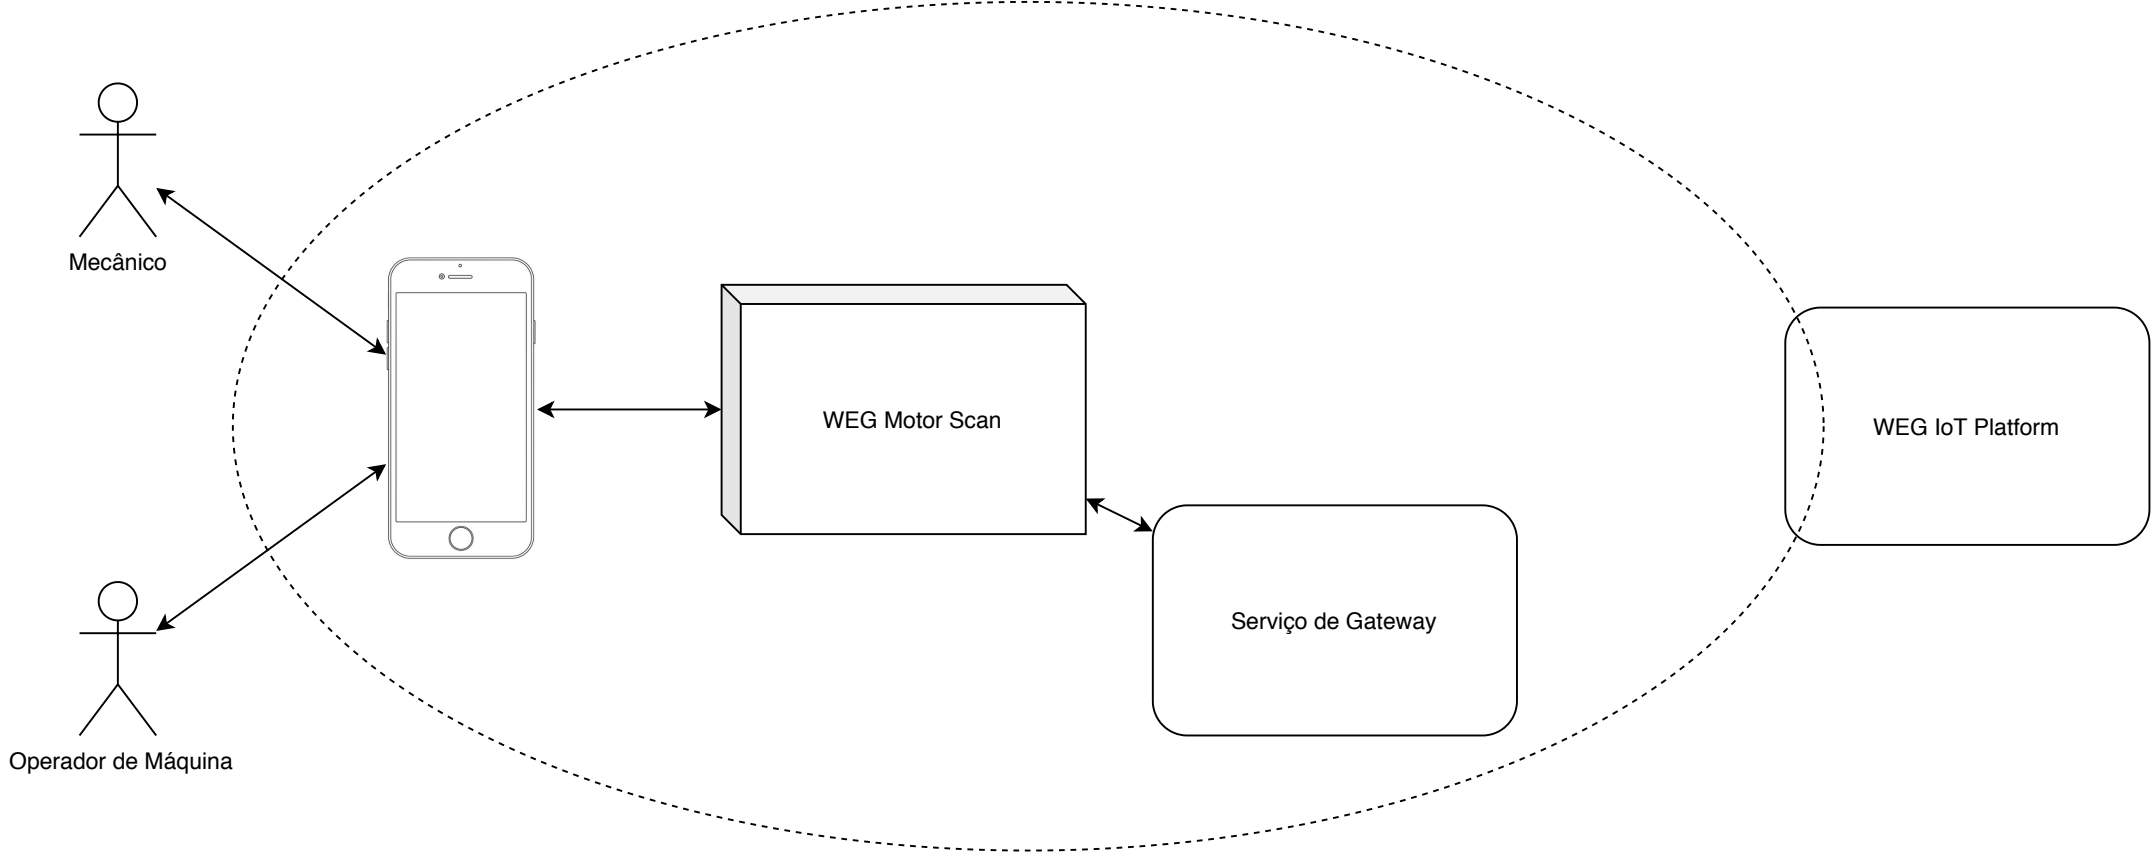 Mecânico
WEG Motor Scan
WEG IoT Platform
Serviço de Gateway
Operador de Máquina